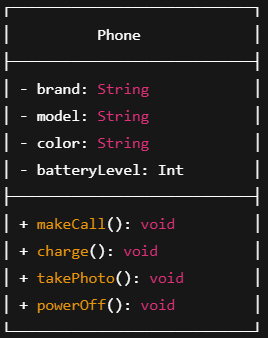 Phone
- brand: String
- model: String
- color: String
- batteryLevel: Int
+ makeCall(): void
+ charge(): void
+ takePhoto(): void
+ powerOff(): void